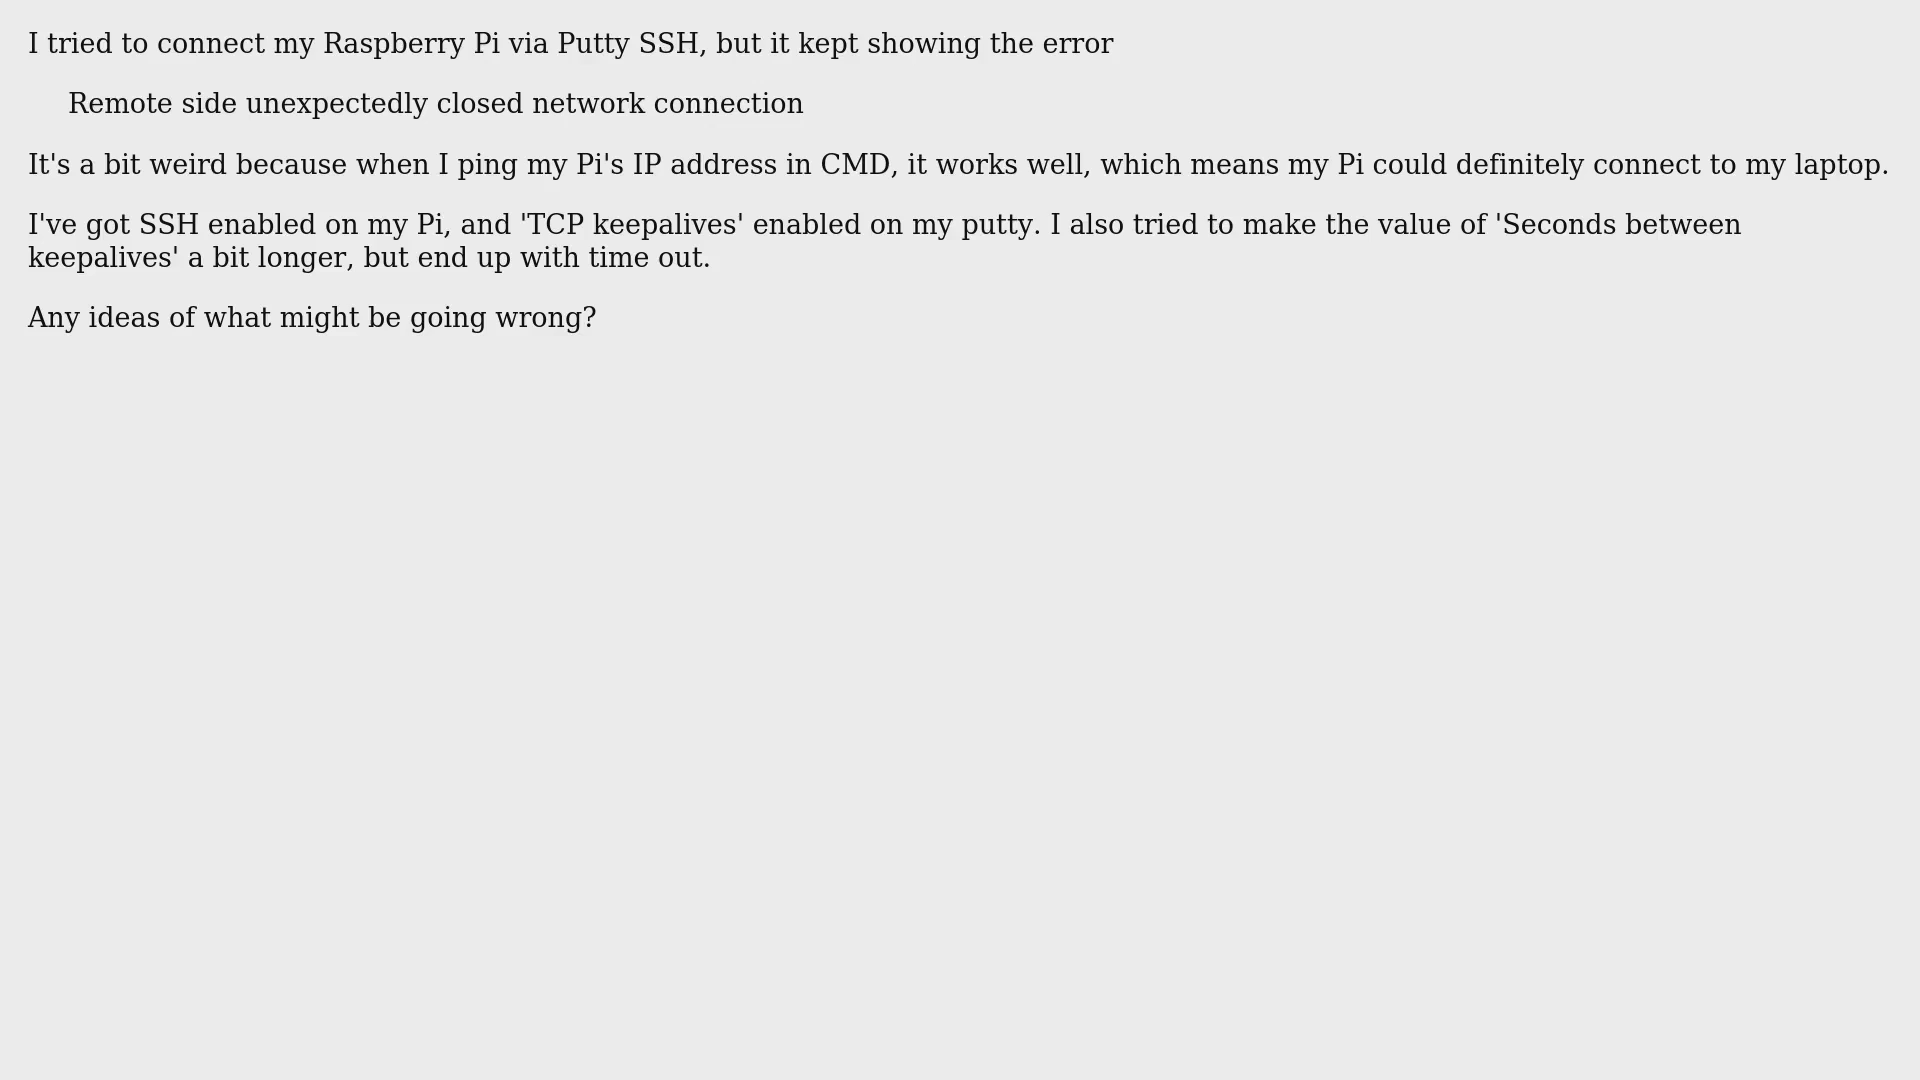 I tried to connect my Raspberry Pi via Putty SSH, but it kept showing the error
Remote side unexpectedly closed network connection
It's a bit weird because when I ping my Pi's IP address in CMD, it works well, which means my Pi could definitely connect to my laptop.
I've got SSH enabled on my Pi, and 'TCP keepalives' enabled on my putty. I also tried to make the value of 'Seconds between
keepalives' a bit longer, but end up with time out.
Any ideas of what might be going wrong?